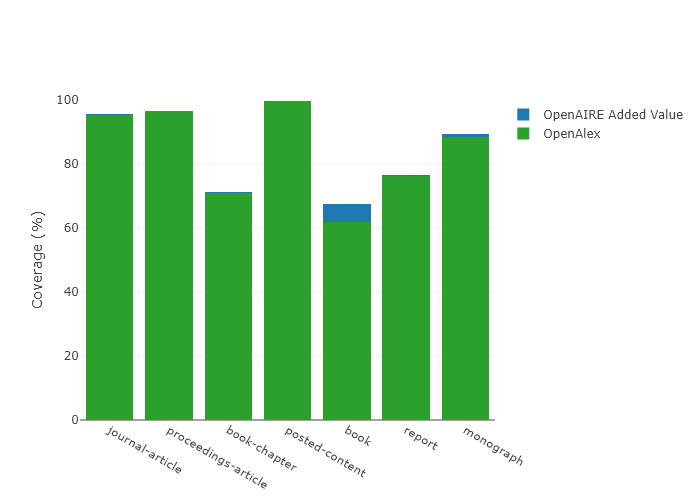 OpenAIRE Added Value
OpenAlex
Coverage (%)
100
80
60
40
20
0
journal-article
proceedings-article
book-chapter
posted-content
book
report
monograph